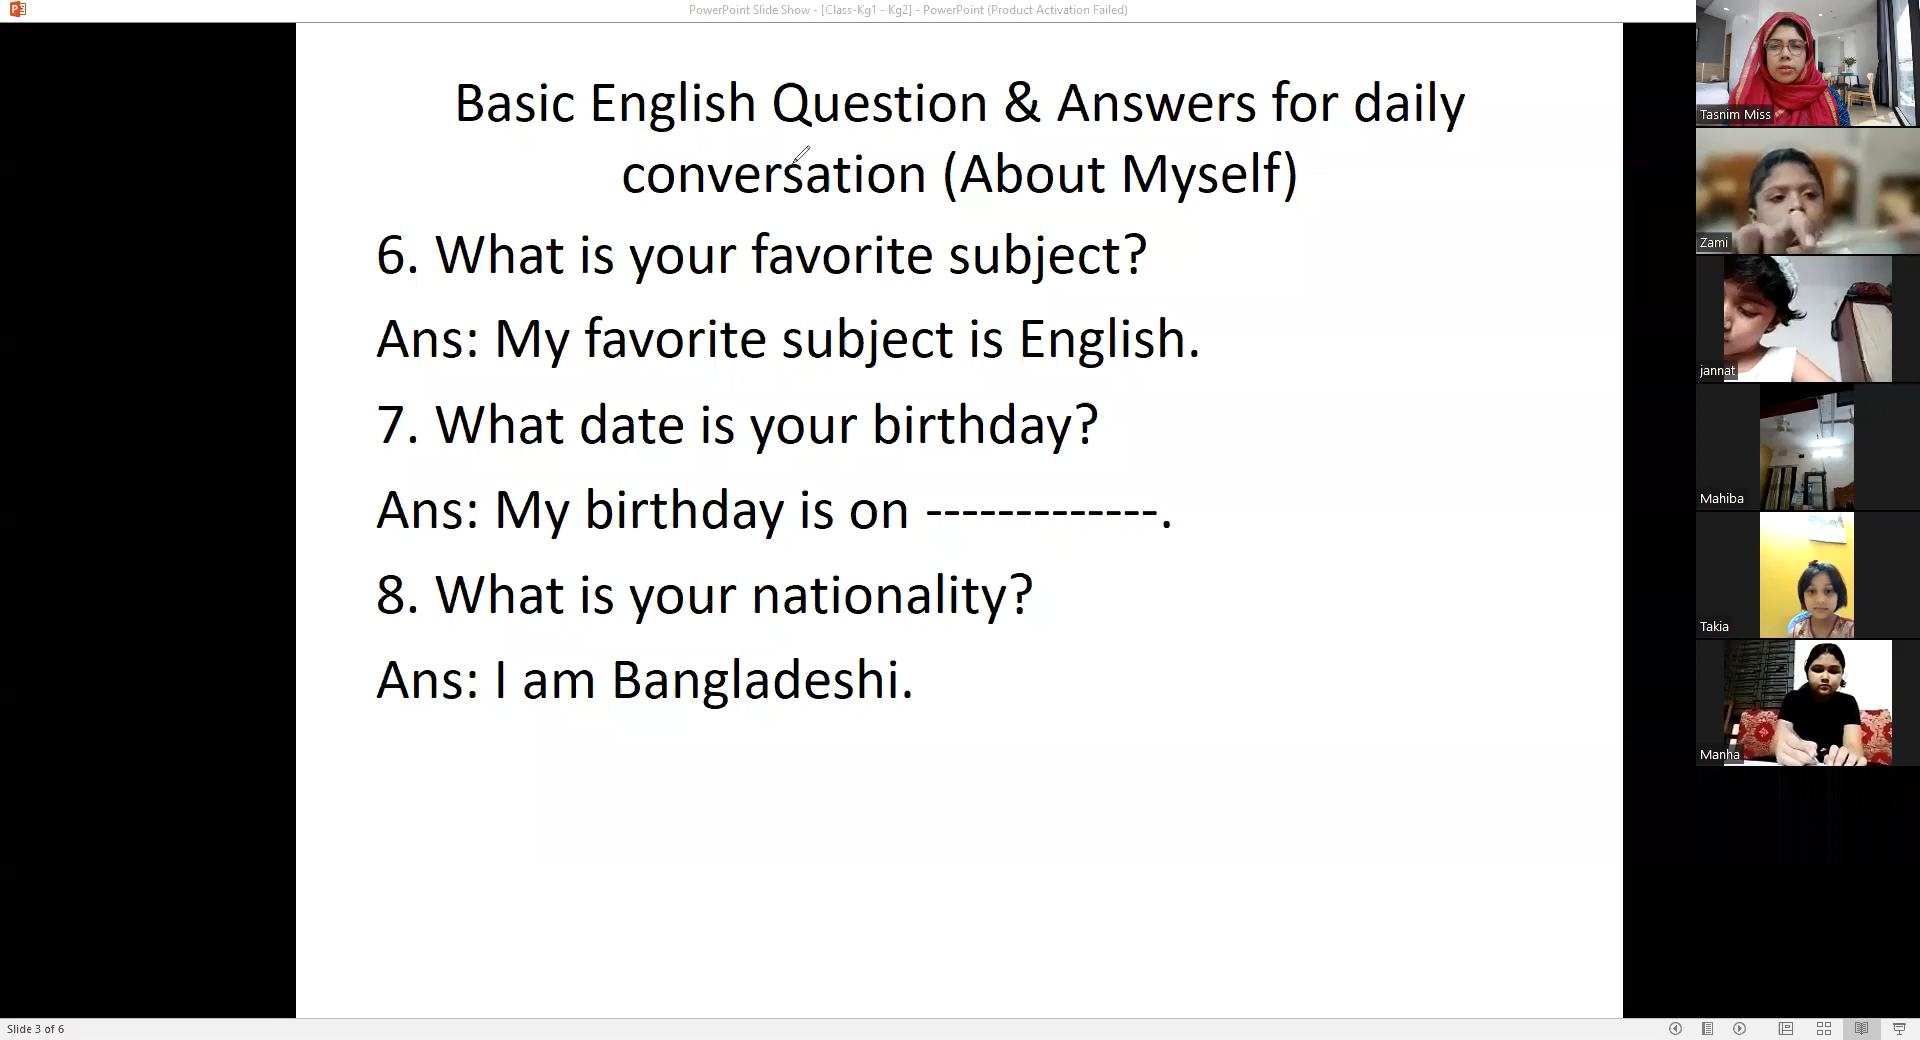 PowerPoint Slide Show - [Class-Kg1 - Kg2] - PowerPoint (Product Activation Failed)
Basic English Question & Answers for daily
conversation (About Myself)
6. What is your favorite subject?
Ans: My favorite subject is English.
7. What date is your birthday?
Ans: My birthday is on -------------.
8. What is your nationality?
Ans: I am Bangladeshi.
Tasnim Miss
Zami
jannat
Mahiba
Takia
Manha
Slide 3 of 6